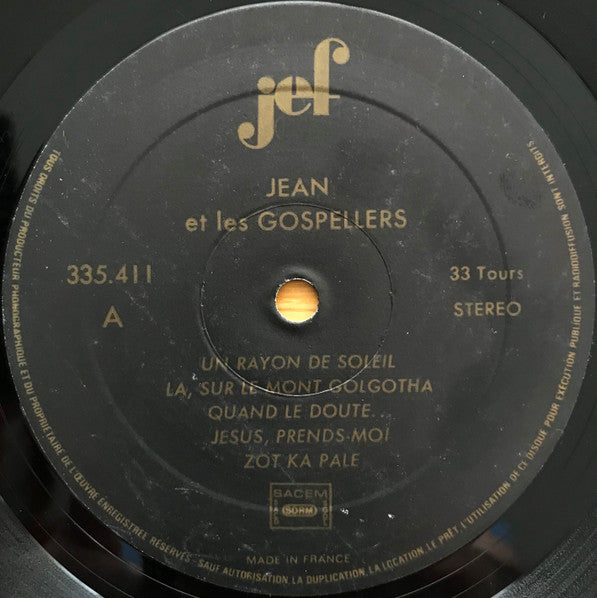 jef
JEAN
et les GOSPELLERS
335.411
33 Tours
A
STEREO
UN RAYON DE SOLEIL
LA, SUR LE MONT GOLGOTHA
QUAND LE DOUTE...
JESUS, PRENDS-MOI
ZOT KA PALE
SACEM
SDRM
MADE IN FRANCE
TOUS DROITS DU PRODUCTEUR PHONOGRAPHIQUE ET DU PROPRIETAIRE DE L'ŒUVRE ENREGISTREE RESERVES - SAUF AUTORISATION, LA DUPLICATION, LA LOCATION, LE PRÊT, L'UTILISATION DE CE DISQUE POUR EXECUTION PUBLIQUE ET RADIODIFFUSION SONT INTERDITS